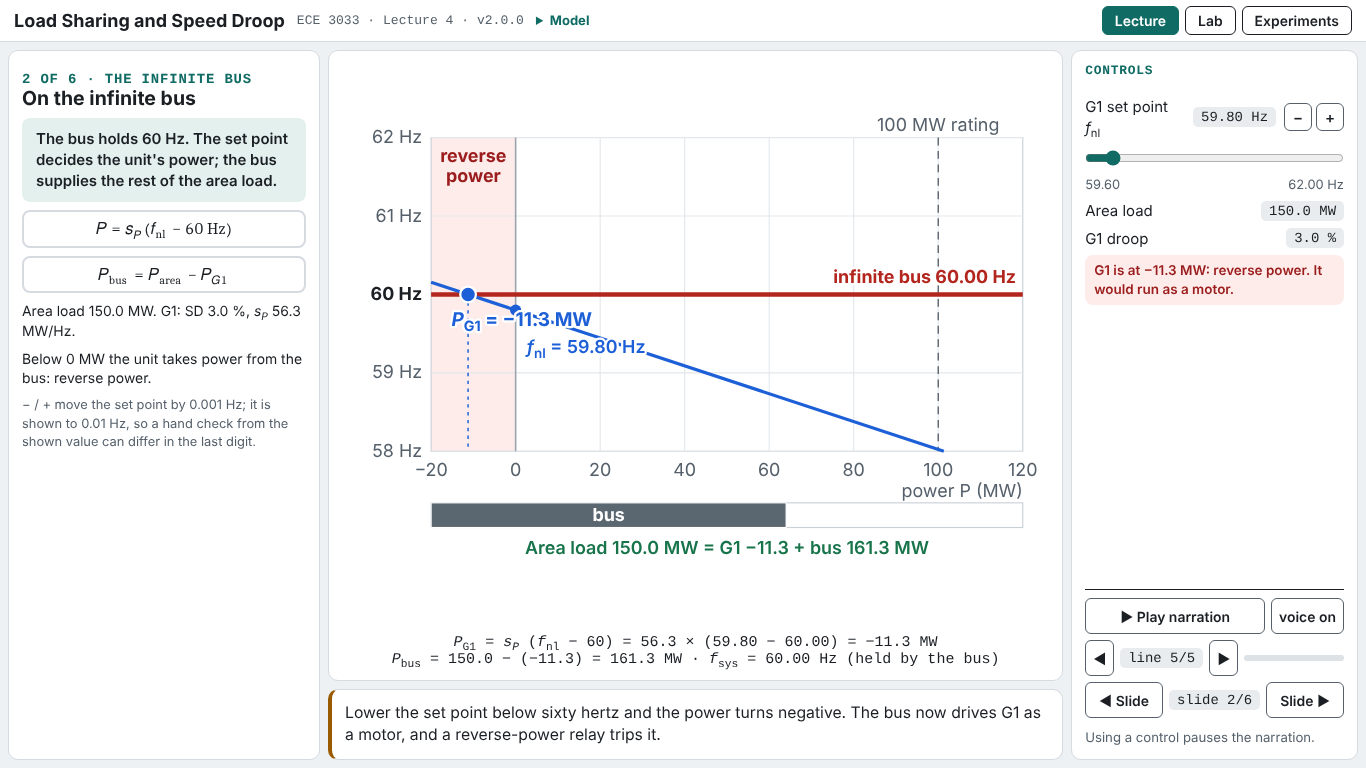 Load Sharing and Speed Droop ECE 3033 · Lecture 4 · v2.0.0 ▶ Model
Lecture Lab Experiments
2 OF 6 · THE INFINITE BUS
On the infinite bus
The bus holds 60 Hz. The set point
decides the unit's power; the bus
supplies the rest of the area load.
P = sP (fnl − 60 Hz)
Pbus = Parea − PG1
Area load 150.0 MW. G1: SD 3.0 %, sP 56.3
MW/Hz.
Below 0 MW the unit takes power from the
bus: reverse power.
− / + move the set point by 0.001 Hz; it is
shown to 0.01 Hz, so a hand check from the
shown value can differ in the last digit.
100 MW rating
62 Hz
reverse
power
61 Hz
infinite bus 60.00 Hz
60 Hz
PG1 = −11.3 MW
fnl = 59.80 Hz
59 Hz
58 Hz
−20 0 20 40 60 80 100 120
power P (MW)
bus
Area load 150.0 MW = G1 −11.3 + bus 161.3 MW
PG1 = sP (fnl − 60) = 56.3 × (59.80 − 60.00) = −11.3 MW
Pbus = 150.0 − (−11.3) = 161.3 MW · fsys = 60.00 Hz (held by the bus)
Lower the set point below sixty hertz and the power turns negative. The bus now drives G1 as
a motor, and a reverse-power relay trips it.
CONTROLS
G1 set point
fnl
59.80 Hz − +
59.60 62.00 Hz
Area load 150.0 MW
G1 droop 3.0 %
G1 is at −11.3 MW: reverse power. It
would run as a motor.
▶ Play narration voice on
◀ line 5/5 ▶
◀ Slide slide 2/6 Slide ▶
Using a control pauses the narration.